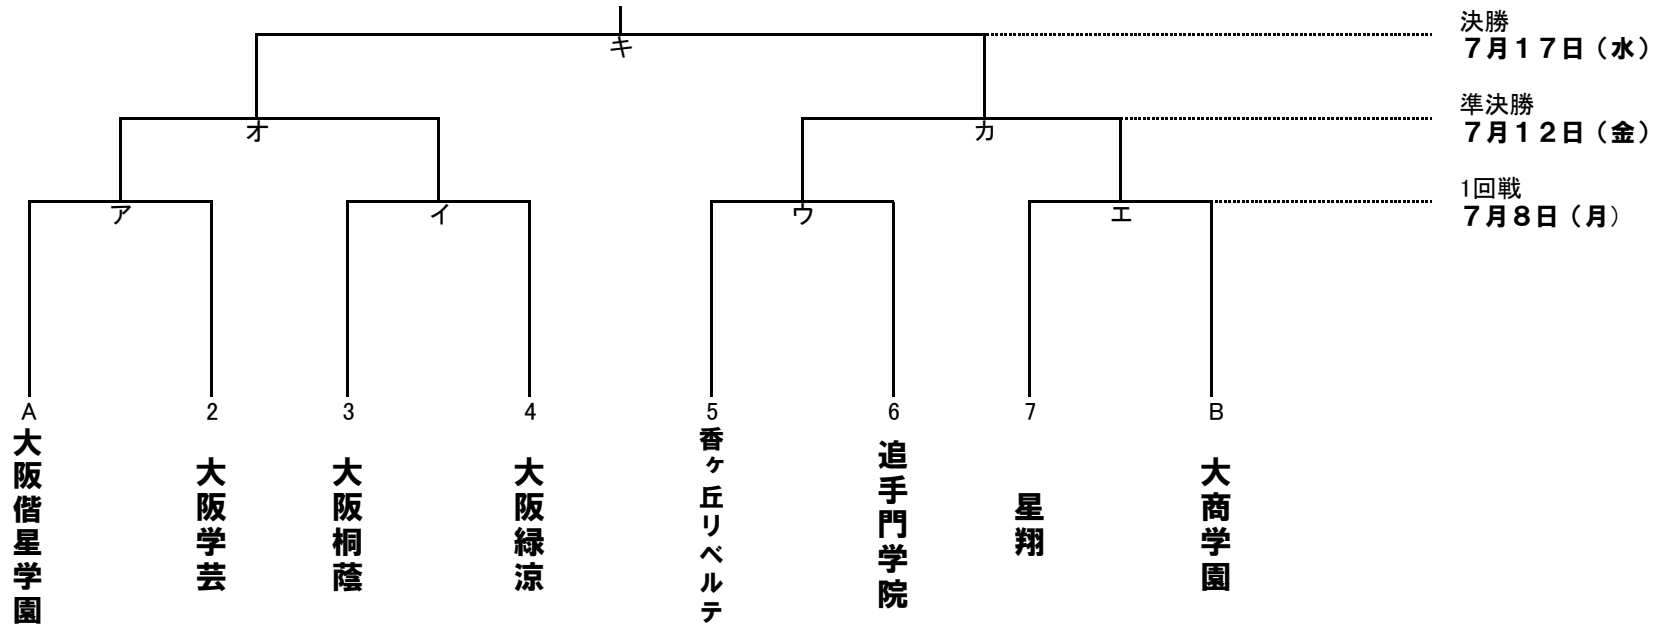 決勝
７月１７日（水）
キ
準決勝
７月１２日（金）
オ
カ
1回戦
７月８日（月）
ア
イ
ウ
エ
A
2
3
4
5
6
7
B
大阪偕星学園
大阪学芸
大阪桐蔭
大阪緑涼
香ヶ丘リベルテ
追手門学院
星翔
大商学園